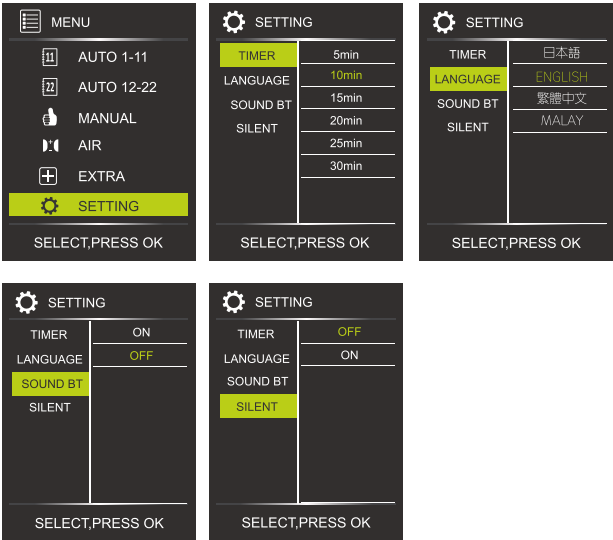 MENU
11 AUTO 1-11
22 AUTO 12-22
MANUAL
AIR
EXTRA
SETTING
SELECT,PRESS OK
SETTING
TIMER
LANGUAGE
SOUND BT
SILENT
5min
10min
15min
20min
25min
30min
SELECT,PRESS OK
SETTING
TIMER
LANGUAGE
SOUND BT
SILENT
日本語
ENGLISH
繁體中文
MALAY
SELECT,PRESS OK
SETTING
TIMER
LANGUAGE
SOUND BT
SILENT
ON
OFF
SELECT,PRESS OK
SETTING
TIMER
LANGUAGE
SOUND BT
SILENT
OFF
ON
SELECT,PRESS OK